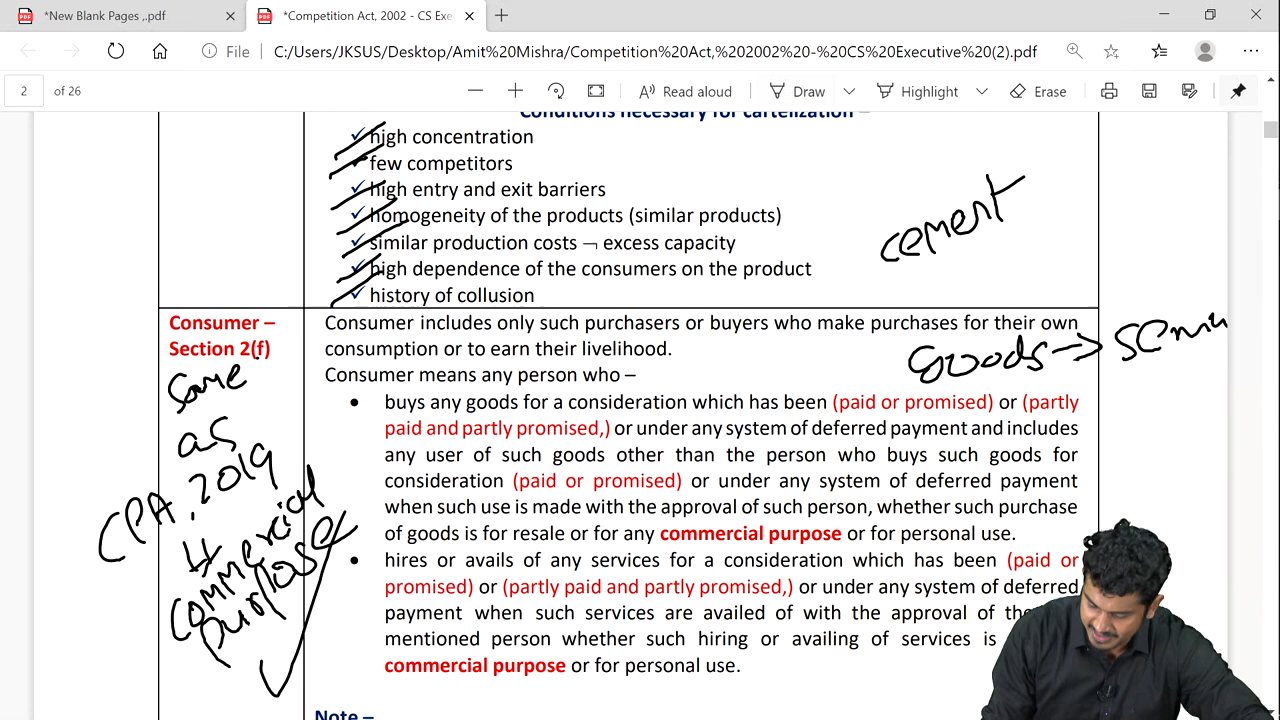 *New Blank Pages ,.pdf
*Competition Act, 2002 - CS Exe
File
C:/Users/JKSUS/Desktop/Amit%20Mishra/Competition%20Act,%202002%20-%20CS%20Executive%20(2).pdf
2 of 26
Read aloud
Draw
Highlight
Erase
Conditions necessary for cartelization –
high concentration
few competitors
high entry and exit barriers
homogeneity of the products (similar products)
similar production costs ¬ excess capacity
high dependence of the consumers on the product
history of collusion
cement
Consumer –
Section 2(f)
same
as
CPA, 2019
commercial
purpose
Consumer includes only such purchasers or buyers who make purchases for their own
consumption or to earn their livelihood.
Goods →
Consumer means any person who –
• buys any goods for a consideration which has been (paid or promised) or (partly
paid and partly promised,) or under any system of deferred payment and includes
any user of such goods other than the person who buys such goods for
consideration (paid or promised) or under any system of deferred payment
when such use is made with the approval of such person, whether such purchase
of goods is for resale or for any commercial purpose or for personal use.
• hires or avails of any services for a consideration which has been (paid or
promised) or (partly paid and partly promised,) or under any system of deferred
payment when such services are availed of with the approval of the
mentioned person whether such hiring or availing of services is
commercial purpose or for personal use.
Note –